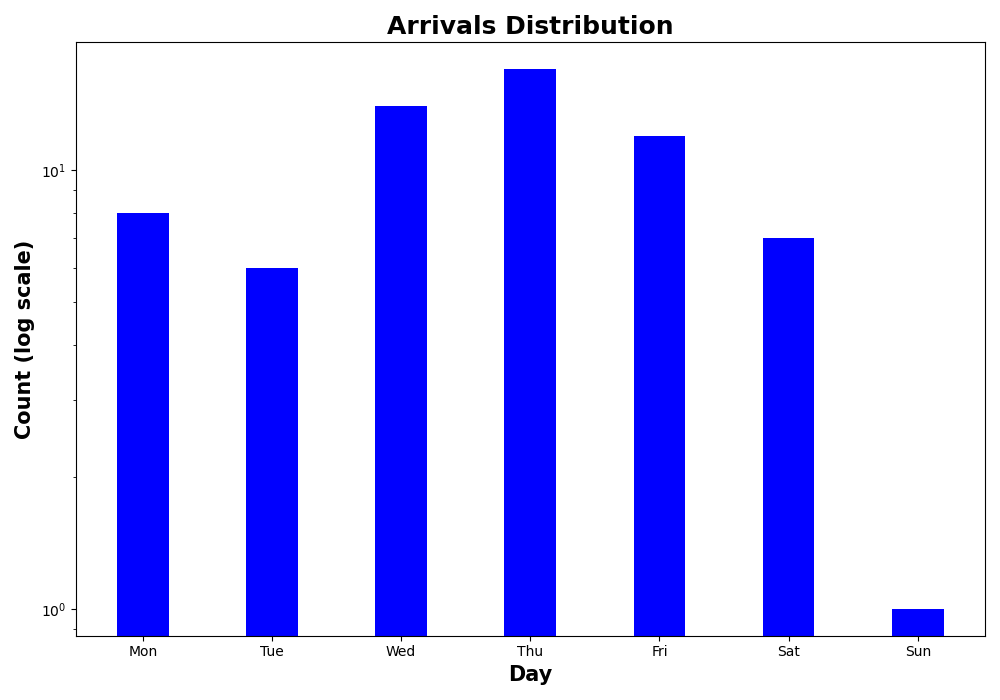 Arrivals Distribution
Count (log scale)
10¹
10⁰
Mon Tue Wed Thu Fri Sat Sun
Day